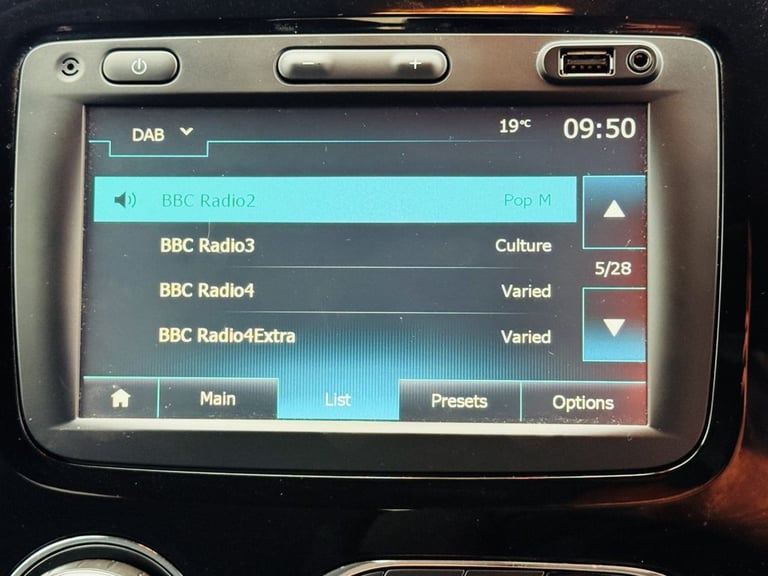 - +
DAB 19°C 09:50
BBC Radio2 Pop M
BBC Radio3 Culture
5/28
BBC Radio4 Varied
BBC Radio4Extra Varied
Main List Presets Options